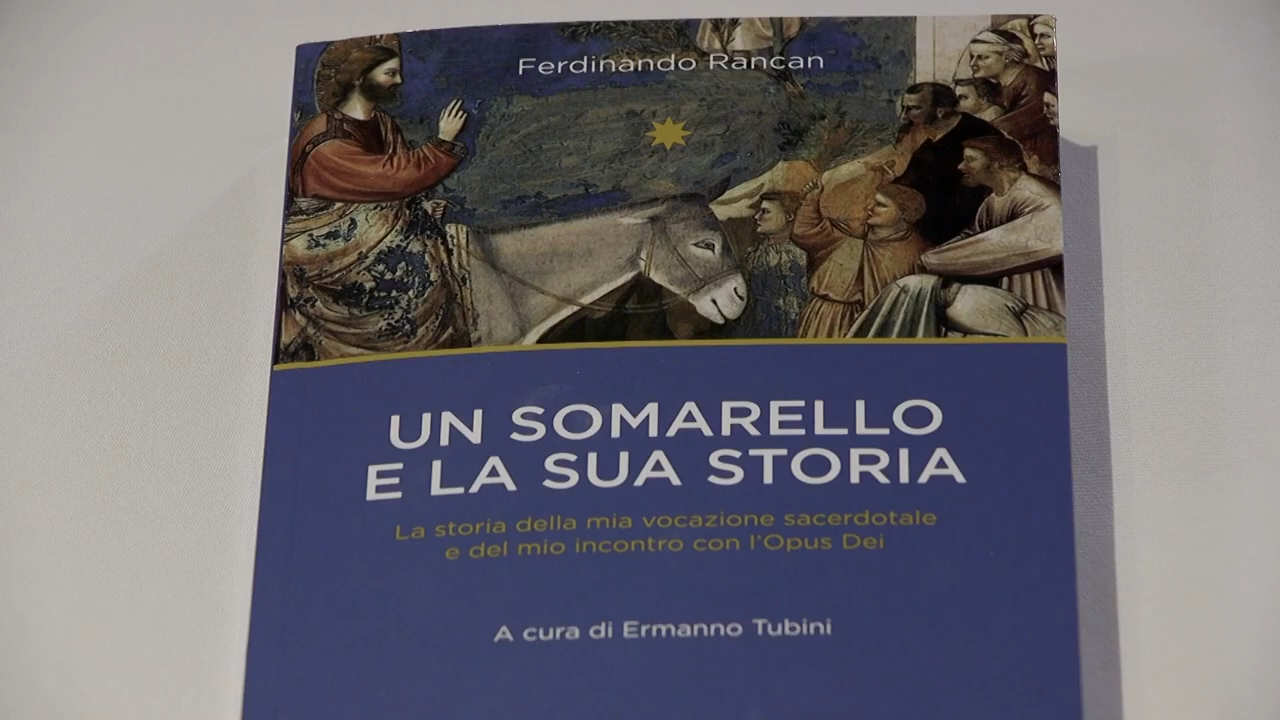 Ferdinando Rancan
UN SOMARELLO
E LA SUA STORIA
La storia della mia vocazione sacerdotale
e del mio incontro con l'Opus Dei
A cura di Ermanno Tubini